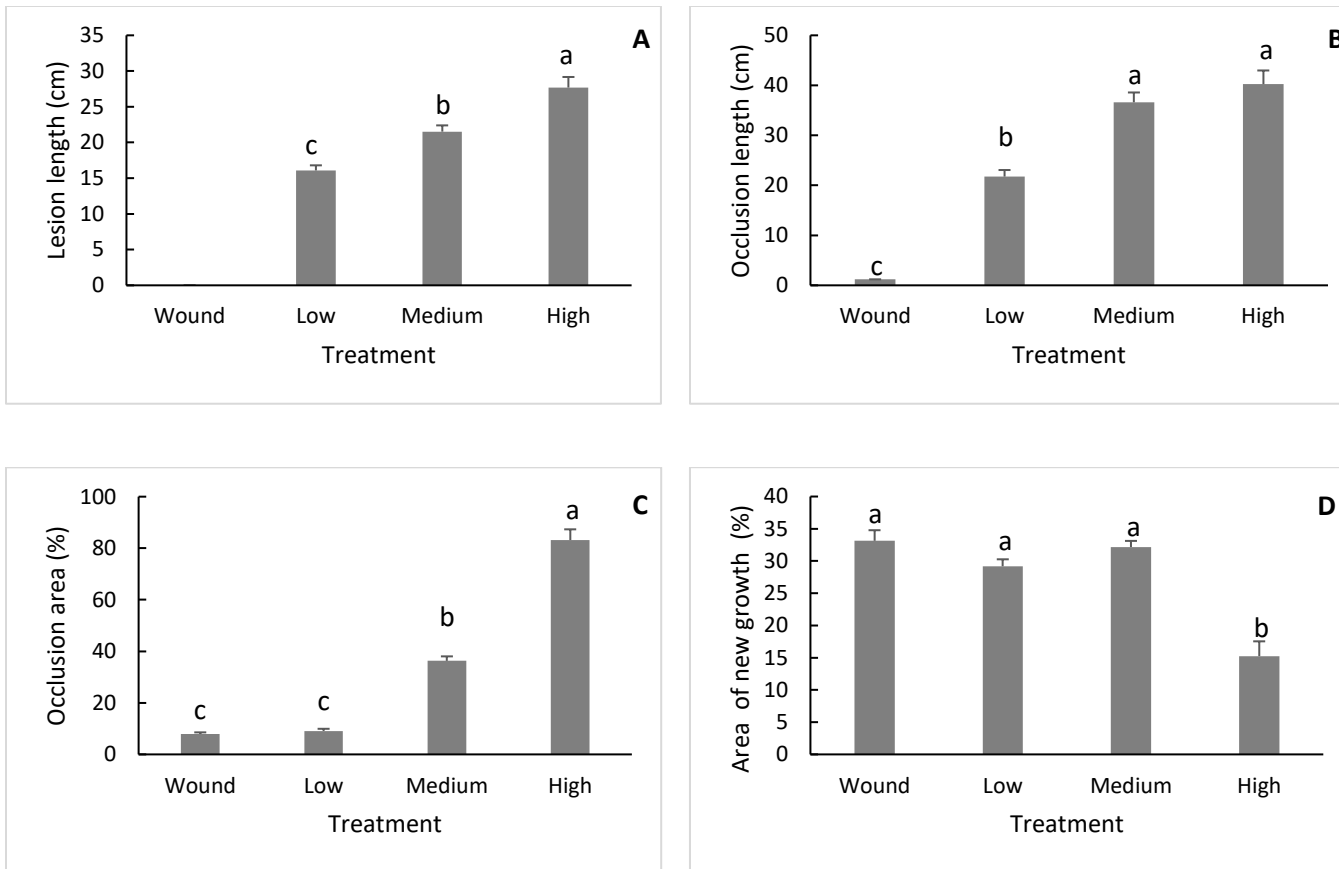 A
Lesion length (cm)
35
30
25
20
15
10
5
0
a
b
c
Wound Low Medium High
Treatment
B
Occlusion length (cm)
50
40
30
20
10
0
a
a
b
c
Wound Low Medium High
Treatment
C
Occlusion area (%)
100
80
60
40
20
0
a
b
c
c
Wound Low Medium High
Treatment
D
Area of new growth (%)
40
35
30
25
20
15
10
5
0
a
a
a
b
Wound Low Medium High
Treatment